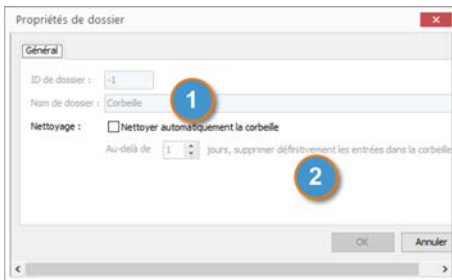 Propriétés de dossier
Général
ID de dossier : -1
Nom de dossier : Corbeille
1
Nettoyage : Nettoyer automatiquement la corbeille
Au-delà de 1 jours, supprimer définitivement les entrées dans la corbeille
2
OK Annuler